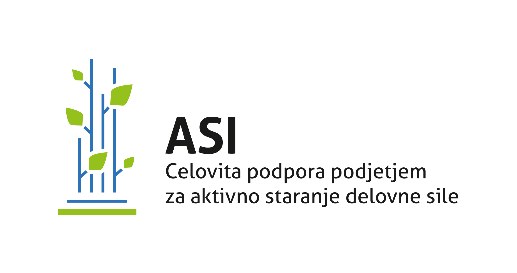 ASI
Celovita podpora podjetjem
za aktivno staranje delovne sile